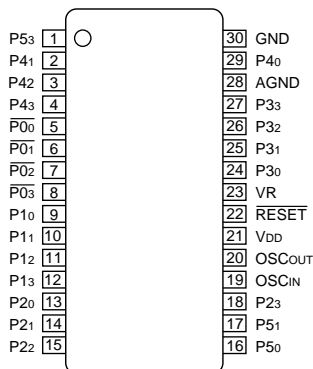 P53 1 30 GND
P41 2 29 P40
P42 3 28 AGND
P43 4 27 P33
P00 5 26 P32
P01 6 25 P31
P02 7 24 P30
P03 8 23 VR
P10 9 22 RESET
P11 10 21 VDD
P12 11 20 OSCOUT
P13 12 19 OSCIN
P20 13 18 P23
P21 14 17 P51
P22 15 16 P50